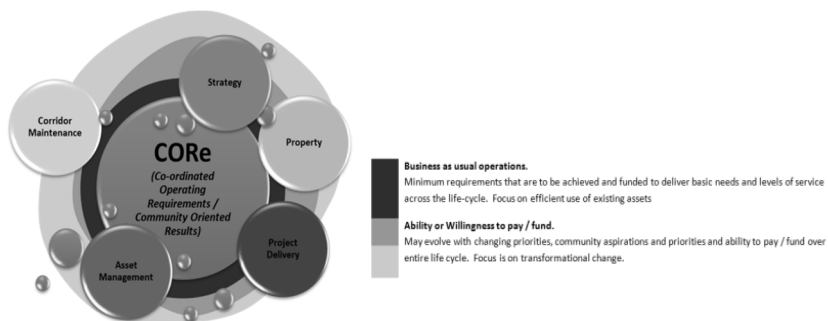 Strategy
Corridor
Maintenance
Property
CORe
(Co-ordinated
Operating
Requirements /
Community Oriented
Results)
Project
Delivery
Asset
Management
Business as usual operations.
Minimum requirements that are to be achieved and funded to deliver basic needs and levels of service
across the life-cycle. Focus on efficient use of existing assets
Ability or Willingness to pay / fund.
May evolve with changing priorities, community aspirations and priorities and ability to pay / fund over
entire life cycle. Focus is on transformational change.